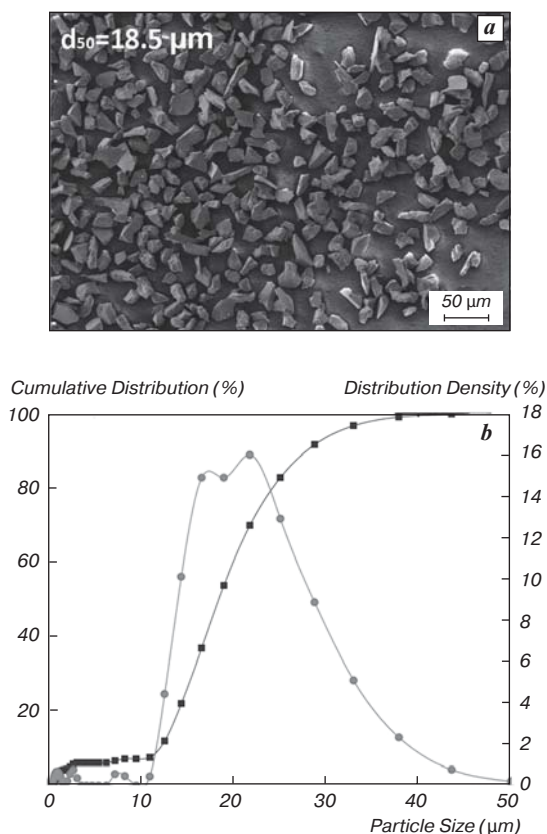 a
d50=18.5 µm
50 µm
Cumulative Distribution (%) Distribution Density (%)
100 18
b
16
80
14
12
60
10
8
40
6
4
20
2
0
0 10 20 30 40 50
Particle Size (µm)